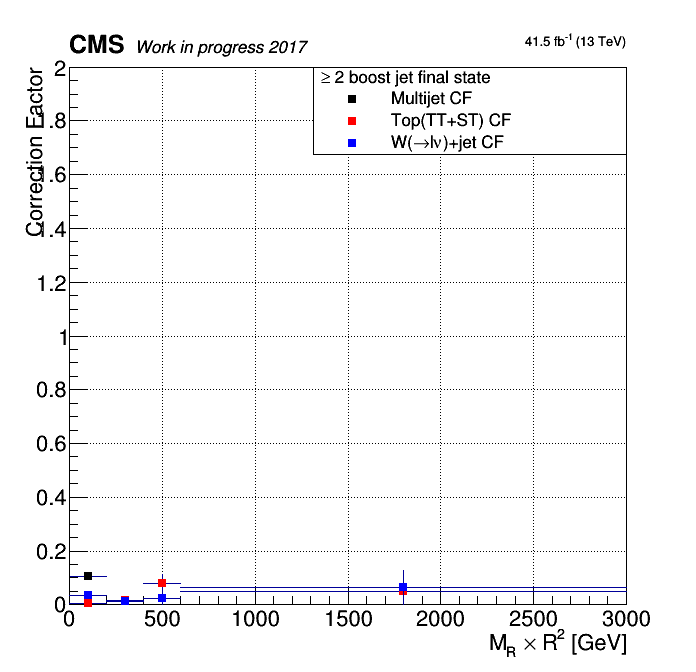 CMS Work in progress 2017
41.5 fb⁻¹ (13 TeV)
≥ 2 boost jet final state
Multijet CF
Top(TT+ST) CF
W(→lν)+jet CF
Correction Factor
2
1.8
1.6
1.4
1.2
1
0.8
0.6
0.4
0.2
0
0 500 1000 1500 2000 2500 3000
M_R × R² [GeV]